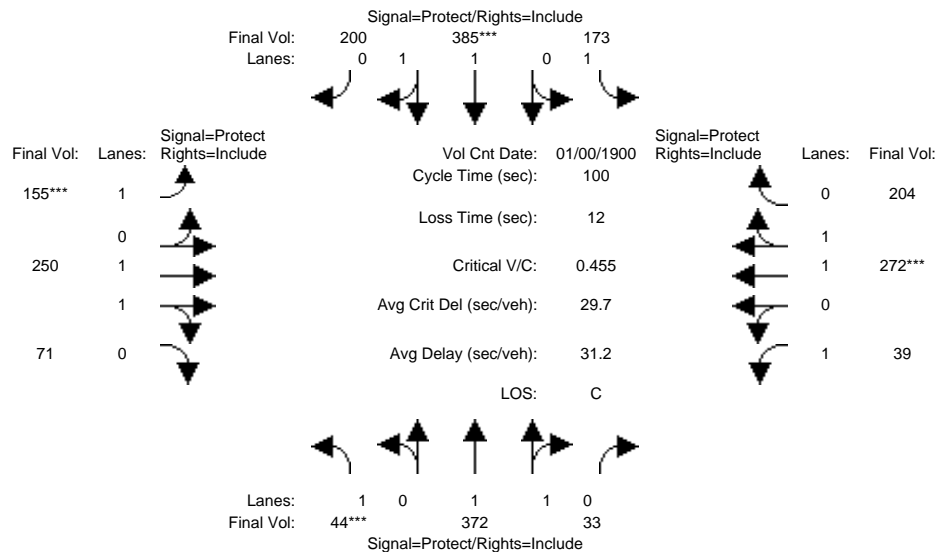 Signal=Protect/Rights=Include
Final Vol: 200 385*** 173
Lanes: 0 1 1 0 1
Signal=Protect
Final Vol: Lanes: Rights=Include
Vol Cnt Date: 01/00/1900
Signal=Protect
Rights=Include Lanes: Final Vol:
Cycle Time (sec): 100
155*** 1
0 204
Loss Time (sec): 12
0
1
250 1
Critical V/C: 0.455
1 272***
1
Avg Crit Del (sec/veh): 29.7
0
71 0
Avg Delay (sec/veh): 31.2
1 39
LOS: C
Lanes: 1 0 1 1 0
Final Vol: 44*** 372 33
Signal=Protect/Rights=Include